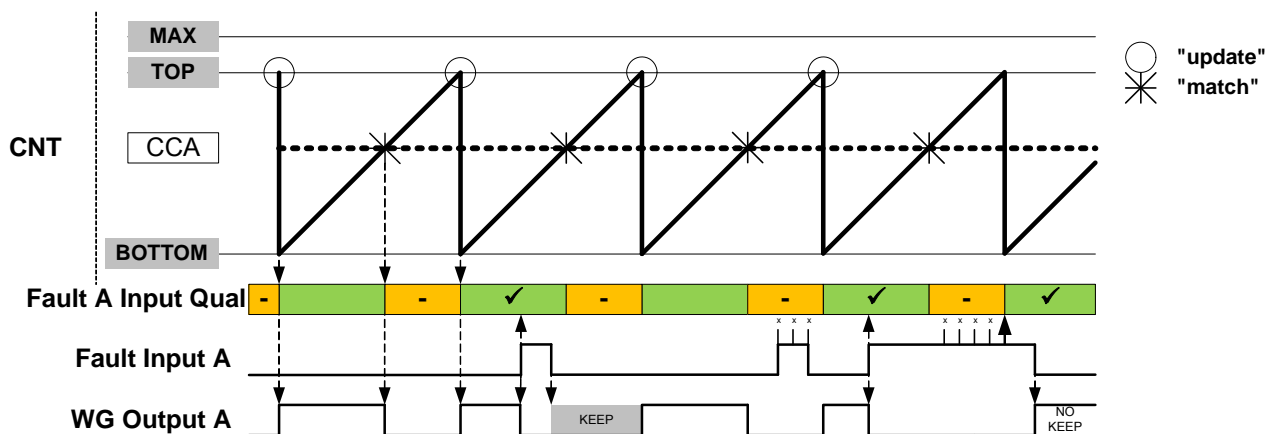 MAX
TOP
"update"
"match"
CNT
CCA
BOTTOM
Fault A Input Qual
- - ✓ - - ✓ - ✓
x x x x x x x
Fault Input A
WG Output A
KEEP
NO
KEEP